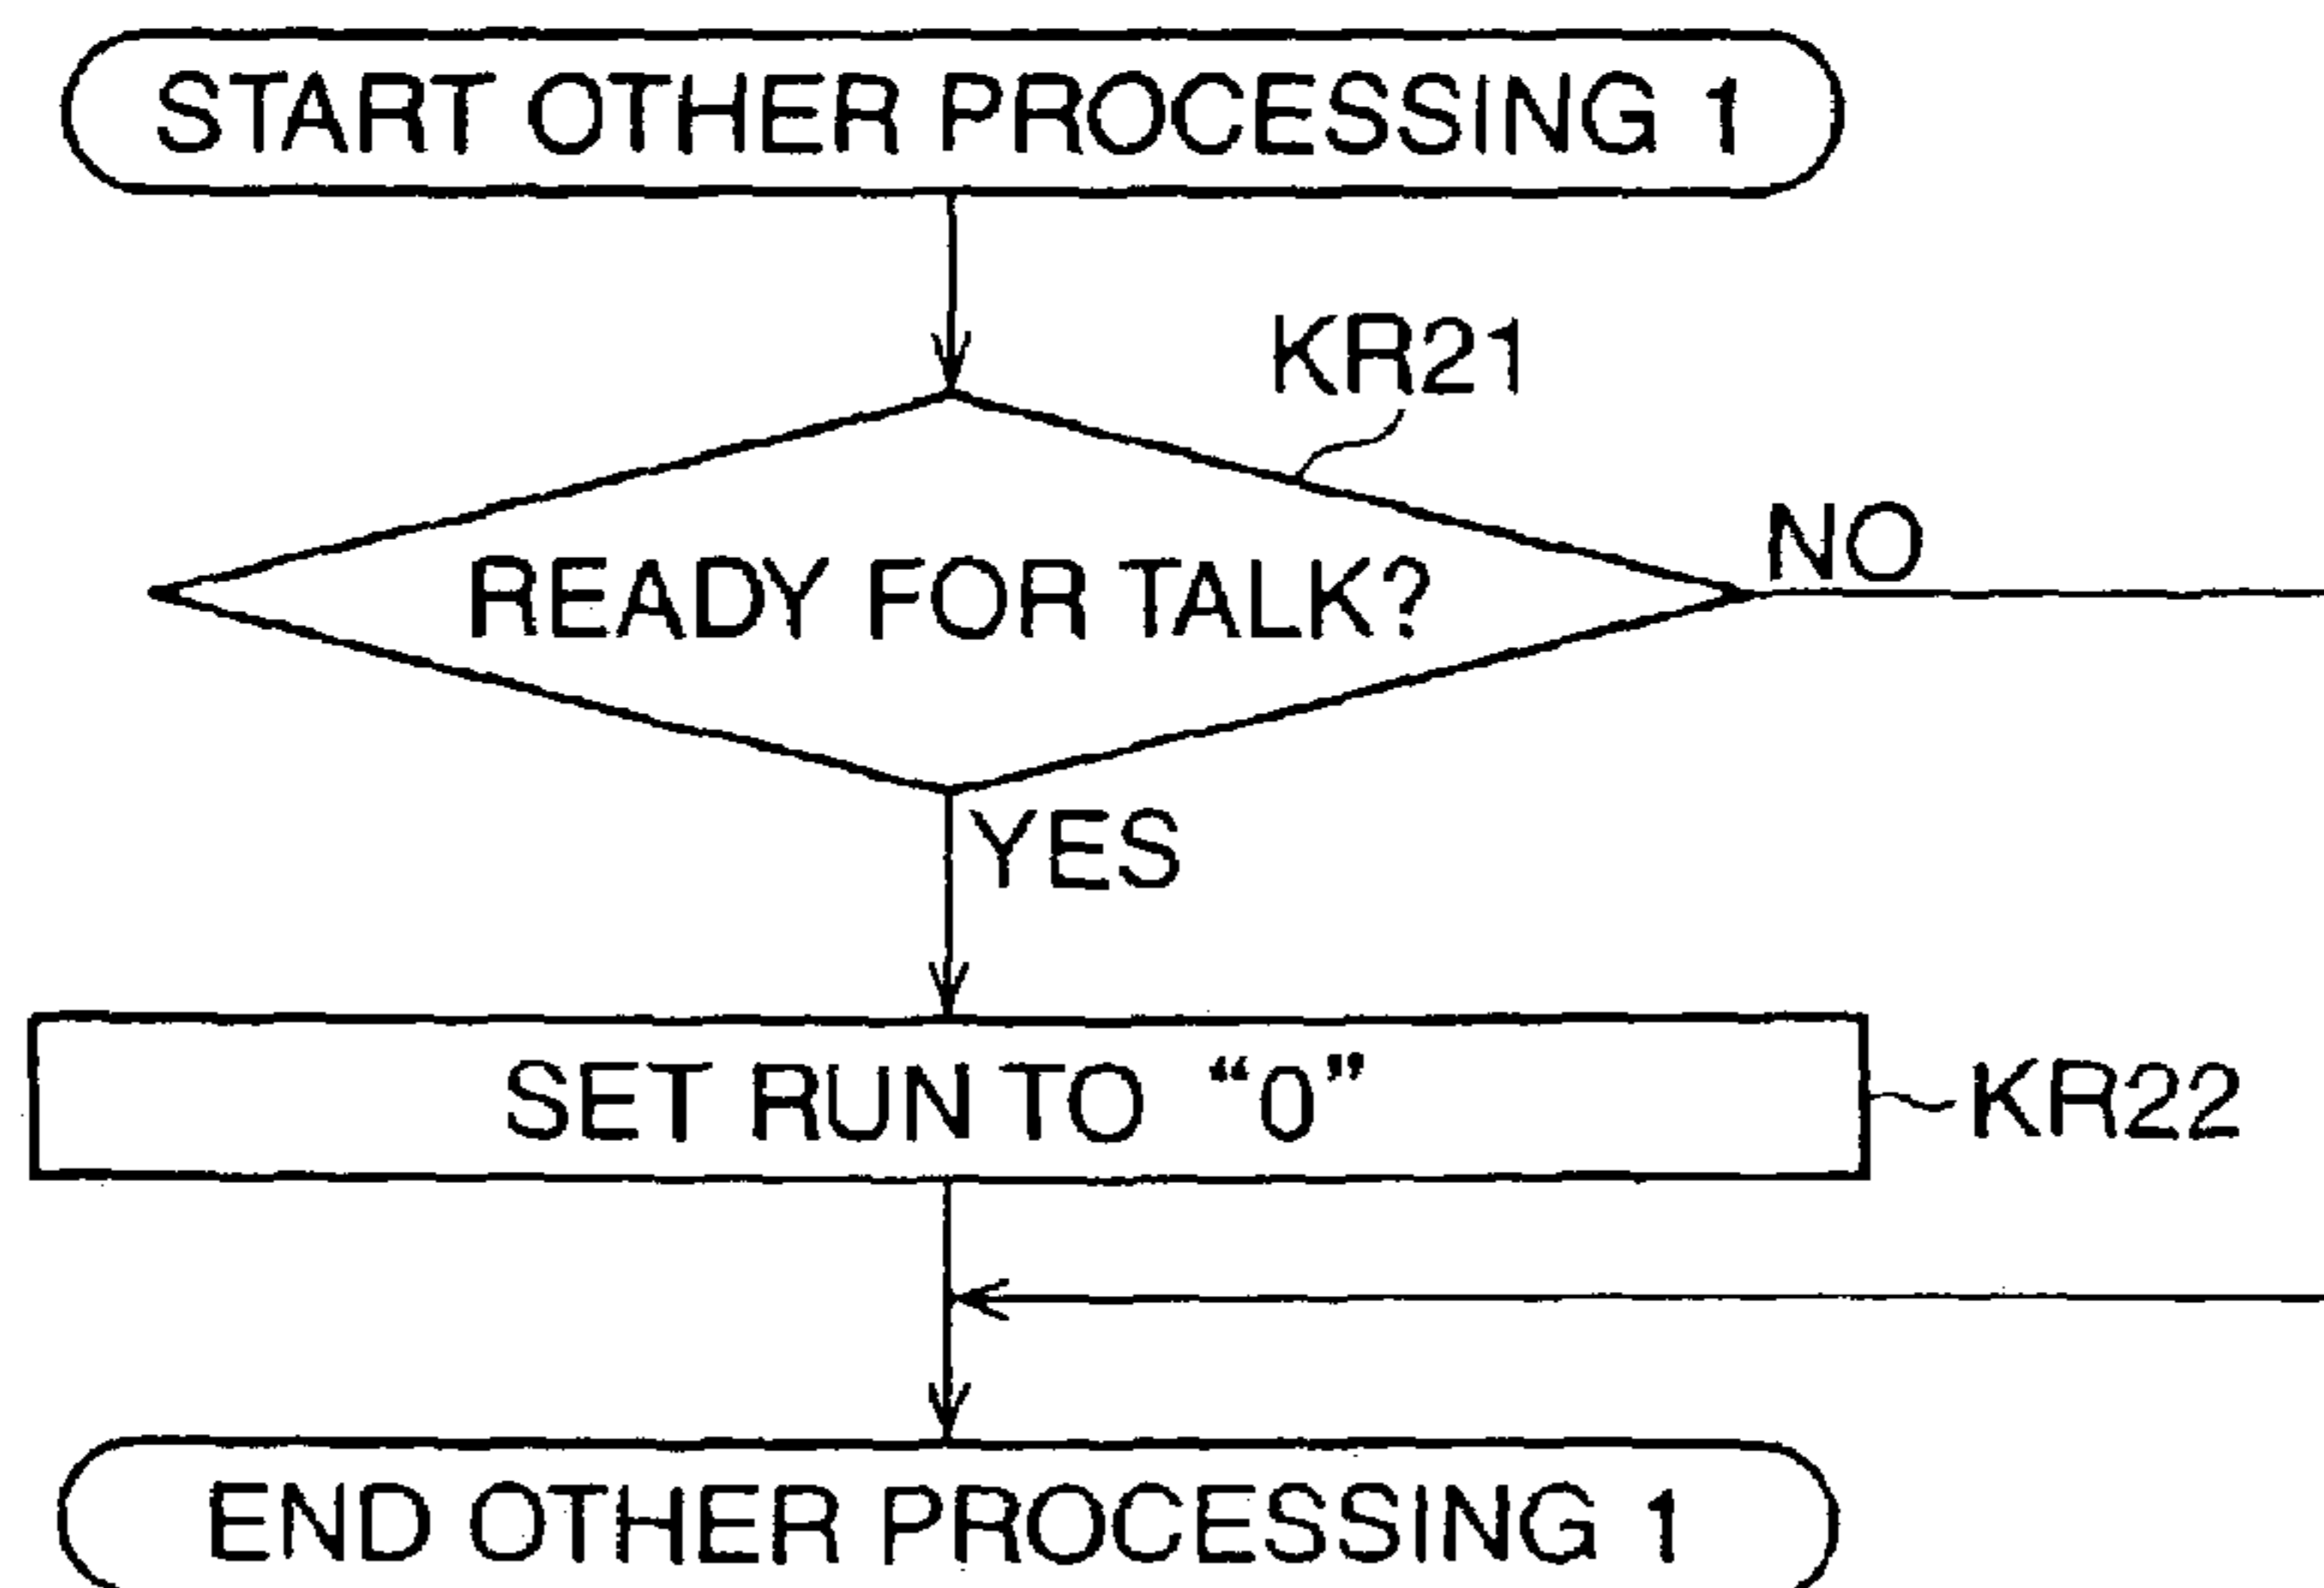 START OTHER PROCESSING 1
KR21
NO
READY FOR TALK?
YES
SET RUN TO “0”
KR22
END OTHER PROCESSING 1